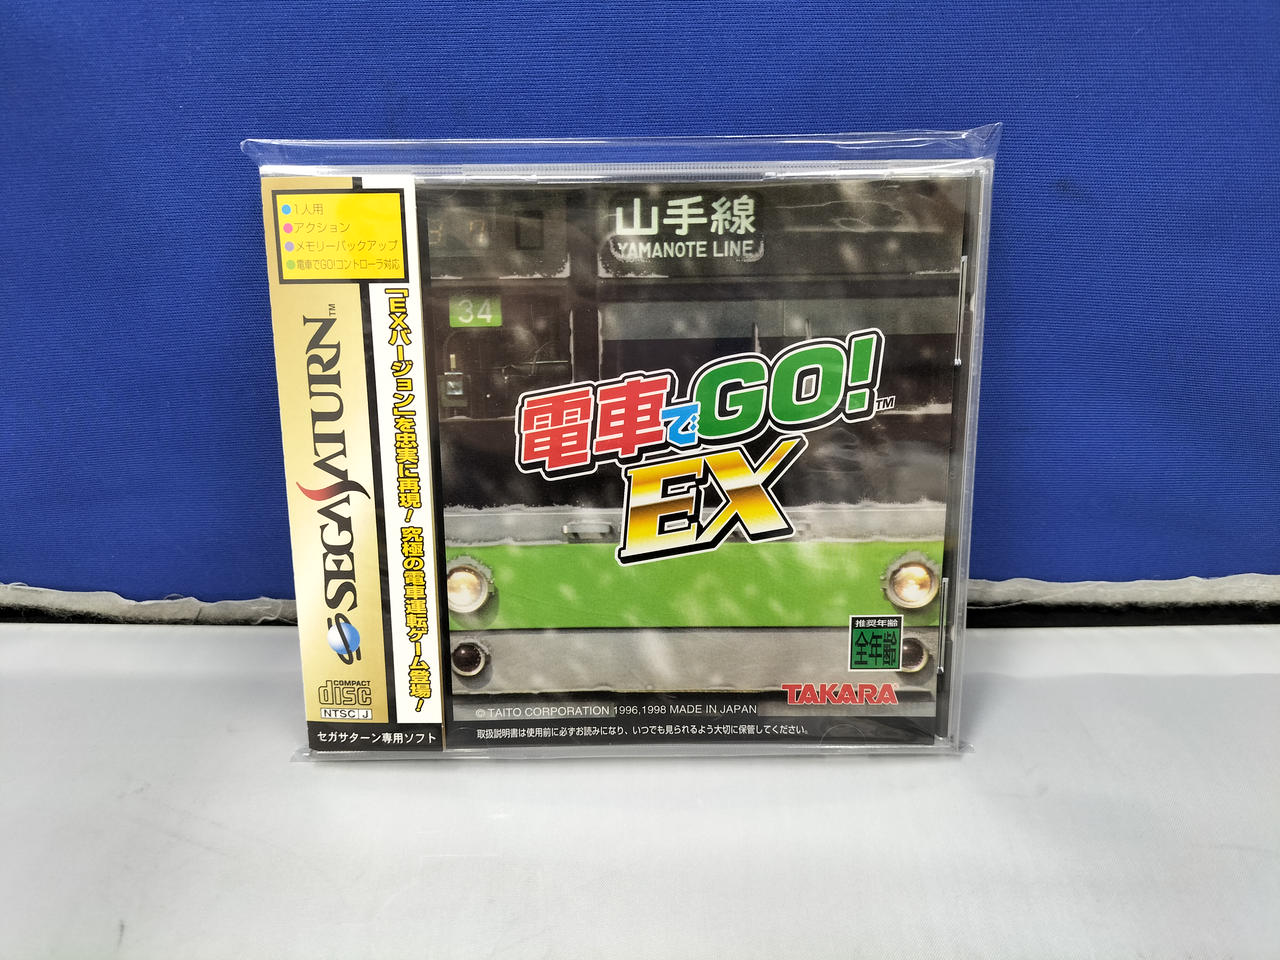 1人用
アクション
メモリーバックアップ
電車でGO!コントローラ対応
SEGA SATURN™
「EXバージョン」を忠実に再現！究極の電車運転ゲーム登場！
COMPACT
disc
NTSC J
セガサターン専用ソフト
山手線
YAMANOTE LINE
34
電車でGO!™
EX
推奨年齢
全年齢
TAKARA
© TAITO CORPORATION 1996,1998 MADE IN JAPAN
取扱説明書は使用前に必ずお読みになり、いつでも見られるよう大切に保管してください。